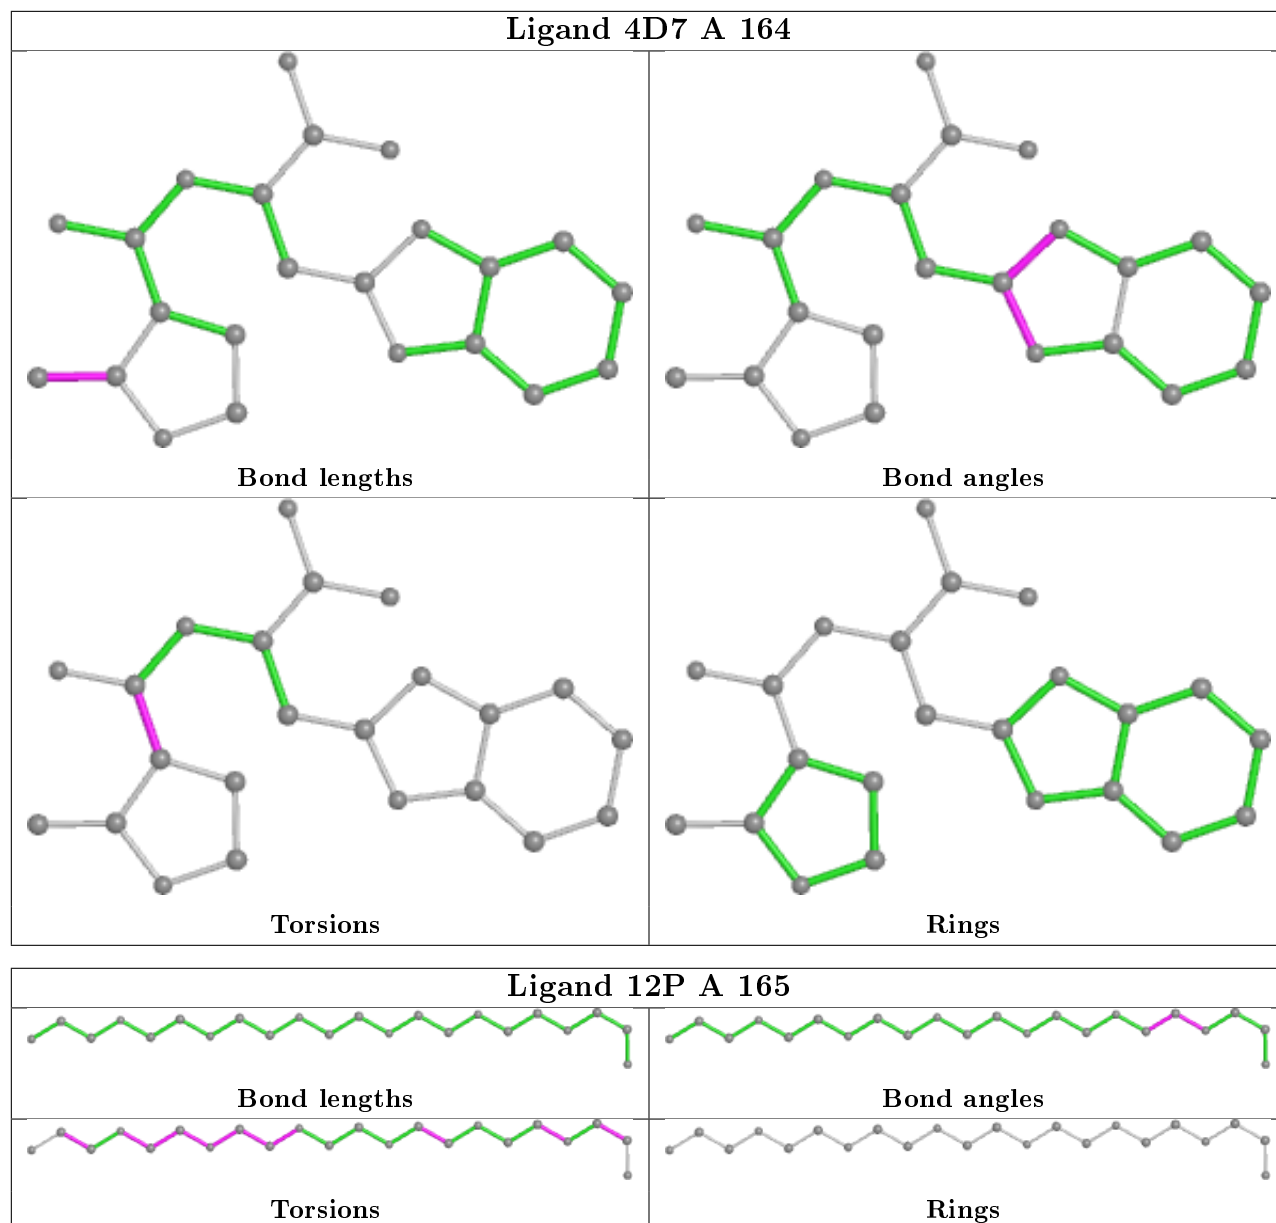 Ligand 4D7 A 164
Bond lengths
Bond angles
Torsions
Rings
Ligand 12P A 165
Bond lengths
Bond angles
Torsions
Rings